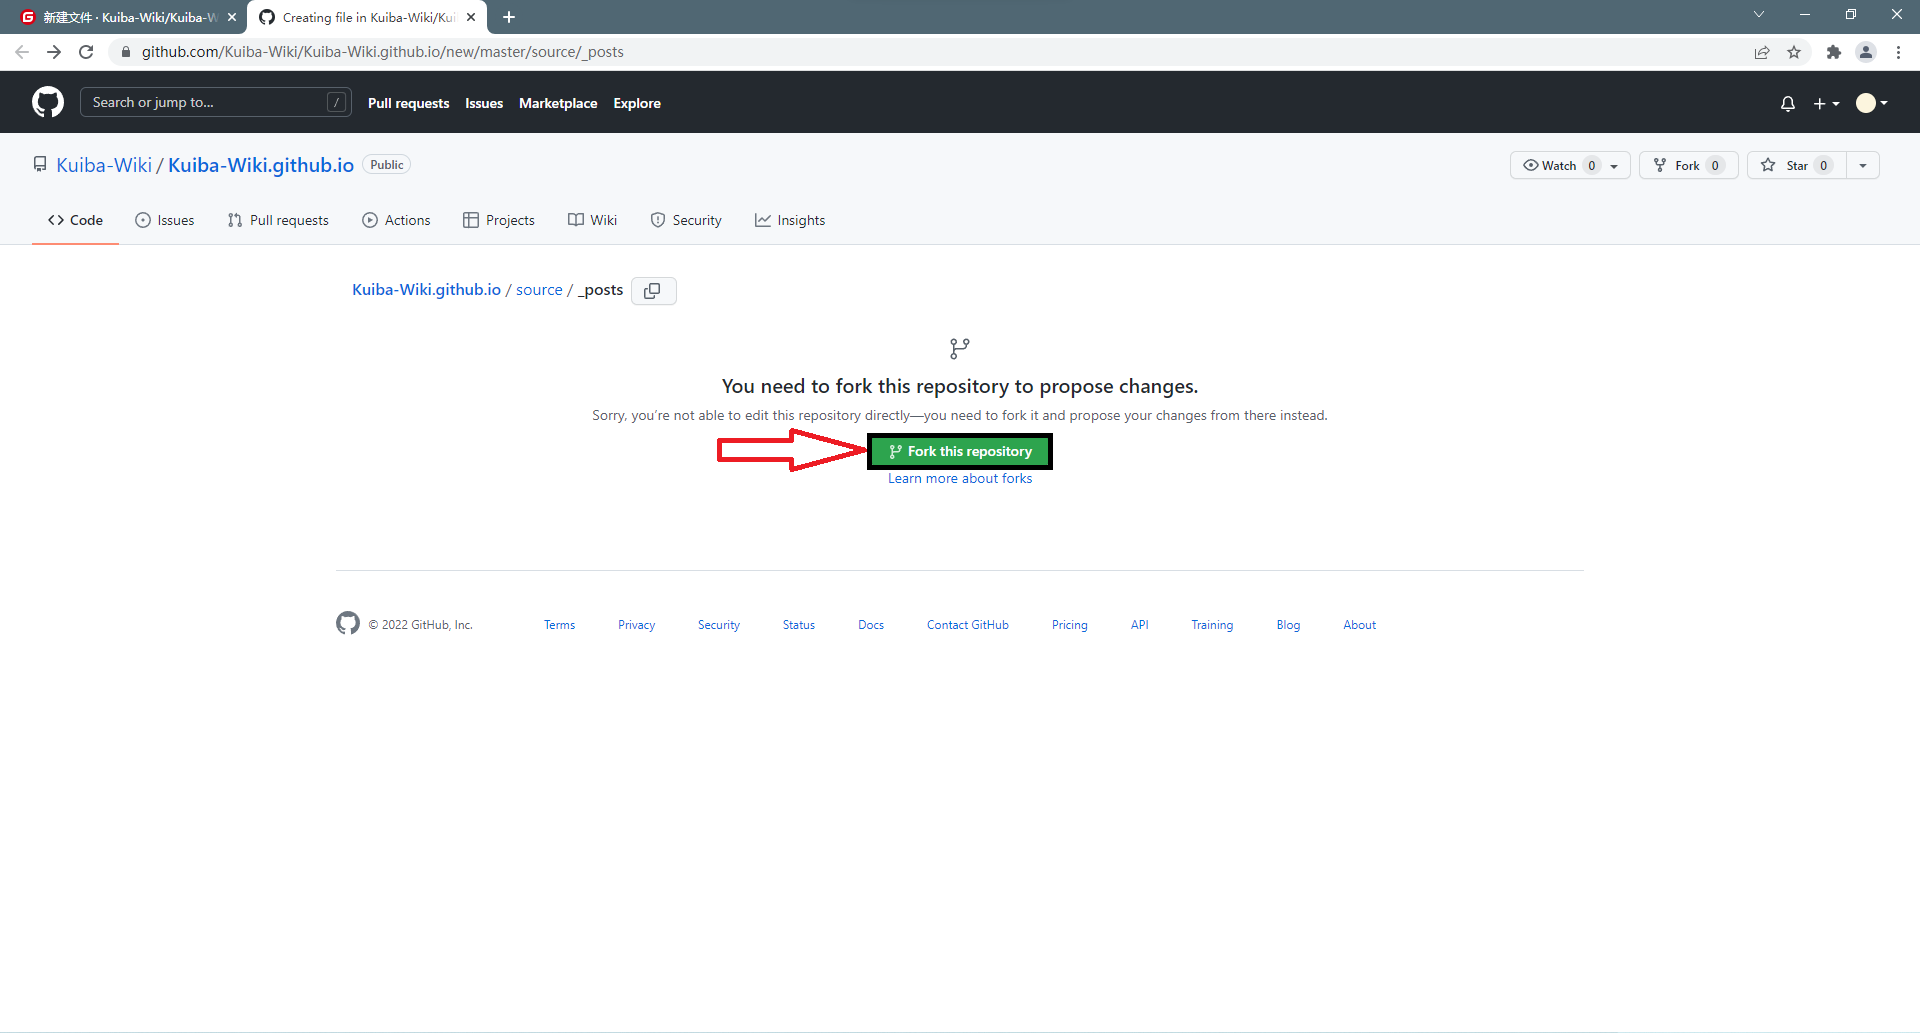 新建文件 · Kuiba-Wiki/Kuiba-W
Creating file in Kuiba-Wiki/Kui
github.com/Kuiba-Wiki/Kuiba-Wiki.github.io/new/master/source/_posts
Search or jump to... /
Pull requests Issues Marketplace Explore
Kuiba-Wiki / Kuiba-Wiki.github.io Public
Watch 0 Fork 0 Star 0
Code Issues Pull requests Actions Projects Wiki Security Insights
Kuiba-Wiki.github.io / source / _posts
You need to fork this repository to propose changes.
Sorry, you’re not able to edit this repository directly—you need to fork it and propose your changes from there instead.
Fork this repository
Learn more about forks
© 2022 GitHub, Inc. Terms Privacy Security Status Docs Contact GitHub Pricing API Training Blog About